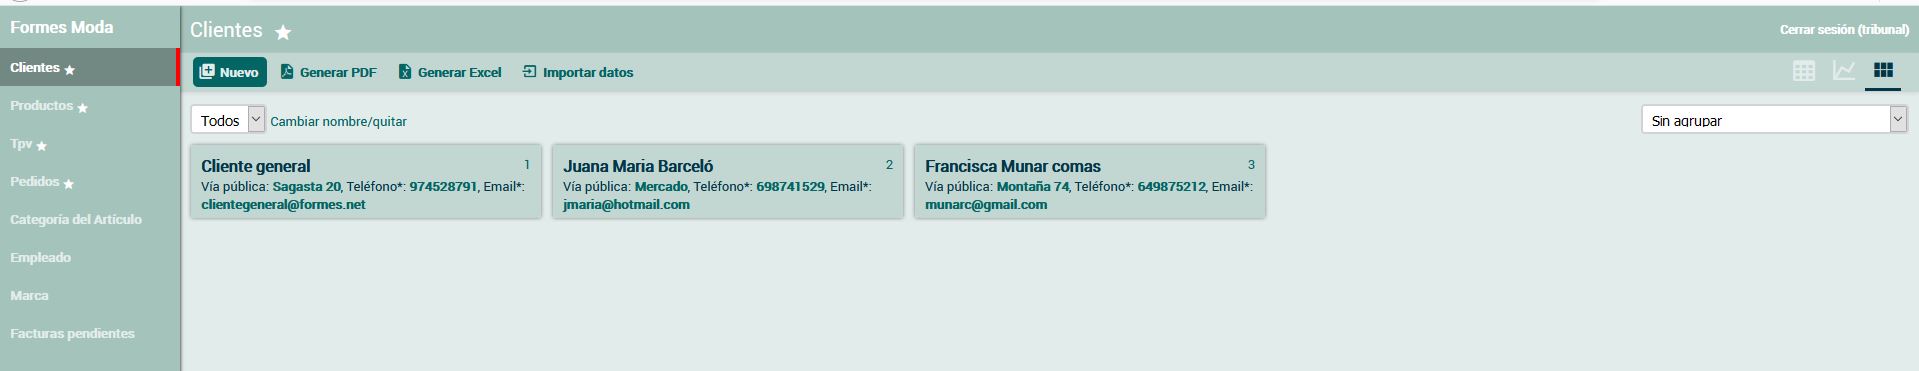 Formes Moda
Clientes
Productos
Tpv
Pedidos
Categoría del Artículo
Empleado
Marca
Facturas pendientes
Clientes
Cerrar sesión (tribunal)
Nuevo Generar PDF Generar Excel Importar datos
Todos Cambiar nombre/quitar
Sin agrupar
Cliente general 1
Vía pública: Sagasta 20, Teléfono*: 974528791, Email*:
clientegeneral@formes.net
Juana Maria Barceló 2
Vía pública: Mercado, Teléfono*: 698741529, Email*:
jmaria@hotmail.com
Francisca Munar comas 3
Vía pública: Montaña 74, Teléfono*: 649875212, Email*:
munarc@gmail.com